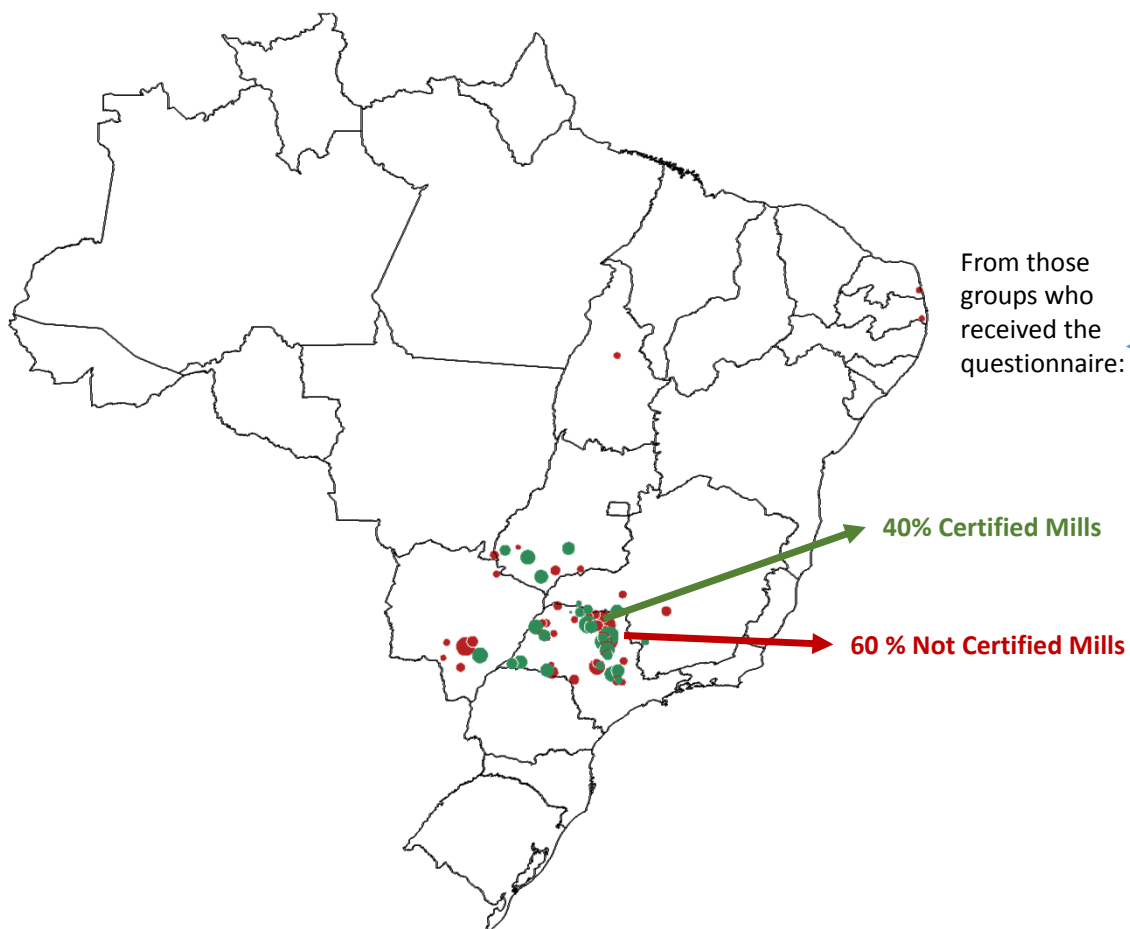 From those
groups who
received the
questionnaire:
40% Certified Mills
60 % Not Certified Mills